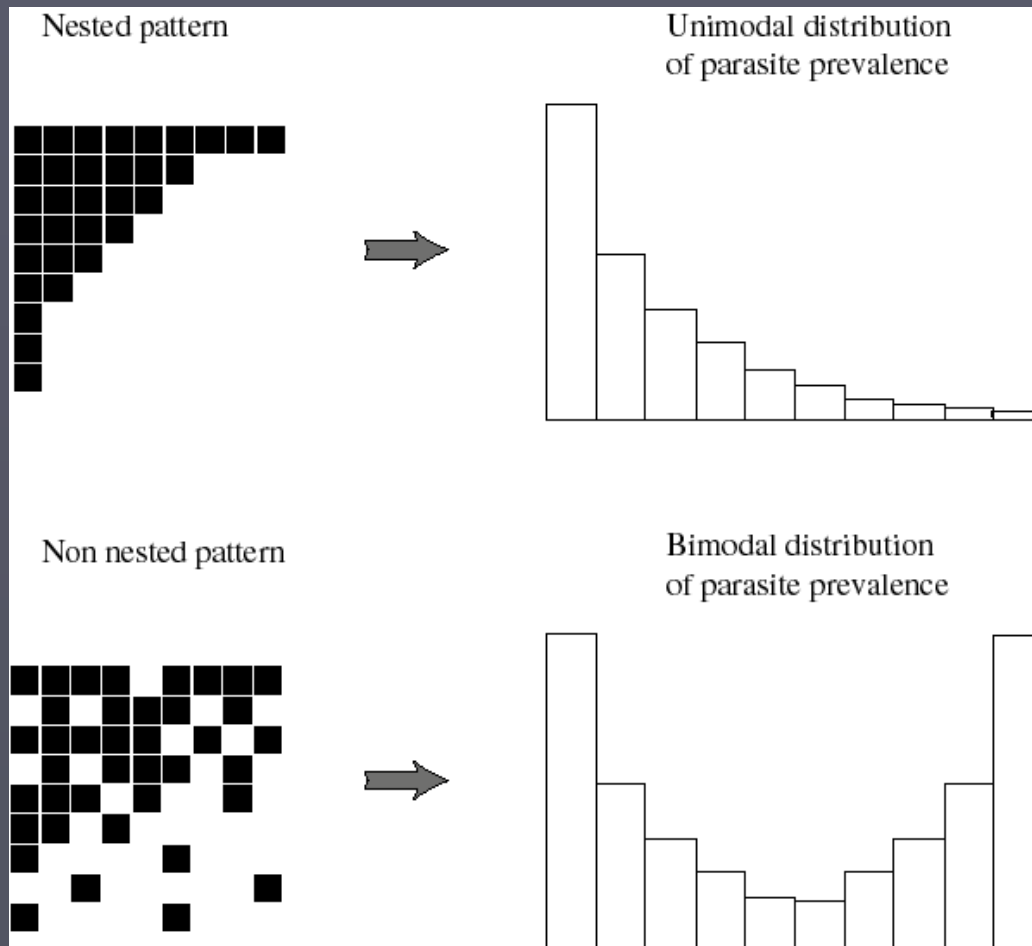 Nested pattern
Unimodal distribution
of parasite prevalence
Non nested pattern
Bimodal distribution
of parasite prevalence